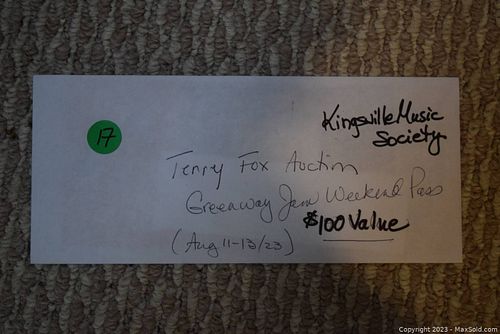 Kingsville Music
Society
17
Terry Fox Auction
Greenway Jam Weekend Pass
$100 Value
(Aug 11-13/23)
Copyright 2023 - MaxSold.com